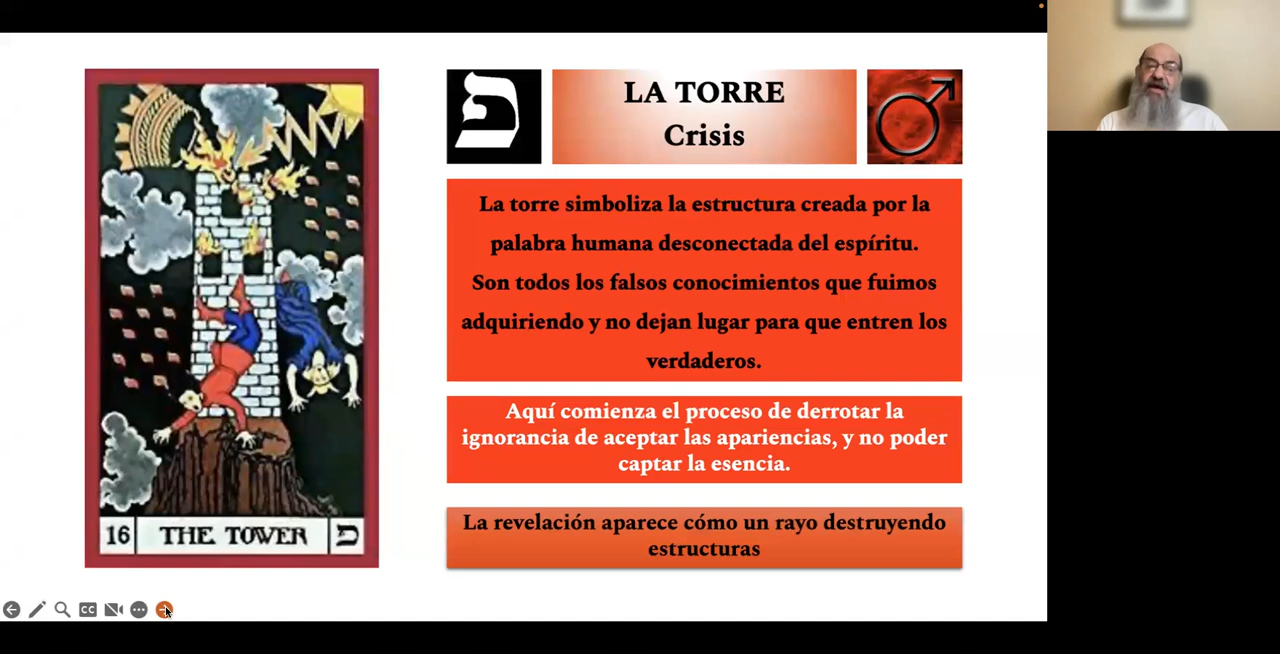 פ
LA TORRE
Crisis
La torre simboliza la estructura creada por la
palabra humana desconectada del espíritu.
Son todos los falsos conocimientos que fuimos
adquiriendo y no dejan lugar para que entren los
verdaderos.
Aquí comienza el proceso de derrotar la
ignorancia de aceptar las apariencias, y no poder
captar la esencia.
La revelación aparece cómo un rayo destruyendo
estructuras
16 THE TOWER פ
CC